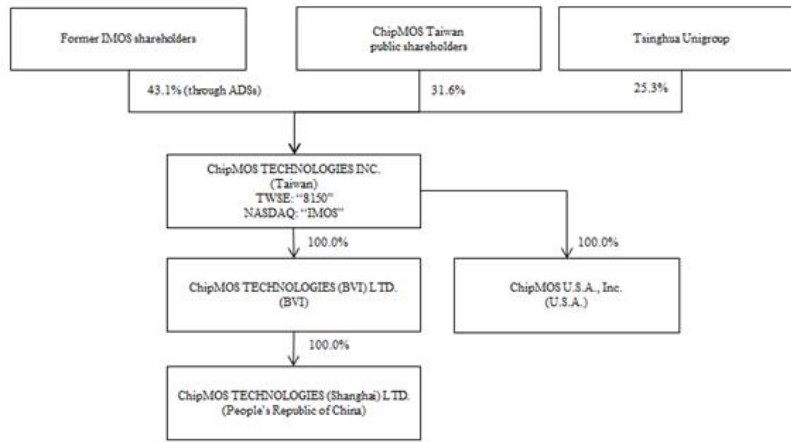 Former IMOS shareholders
ChipMOS Taiwan
public shareholders
Tsinghua Unigroup
43.1% (through ADSs)
31.6%
25.3%
ChipMOS TECHNOLOGIES INC.
(Taiwan)
TWSE: “8150”
NASDAQ: “IMOS”
100.0%
100.0%
ChipMOS TECHNOLOGIES (BVI) LTD.
(BVI)
ChipMOS U.S.A., Inc.
(U.S.A.)
100.0%
ChipMOS TECHNOLOGIES (Shanghai) LTD.
(People's Republic of China)